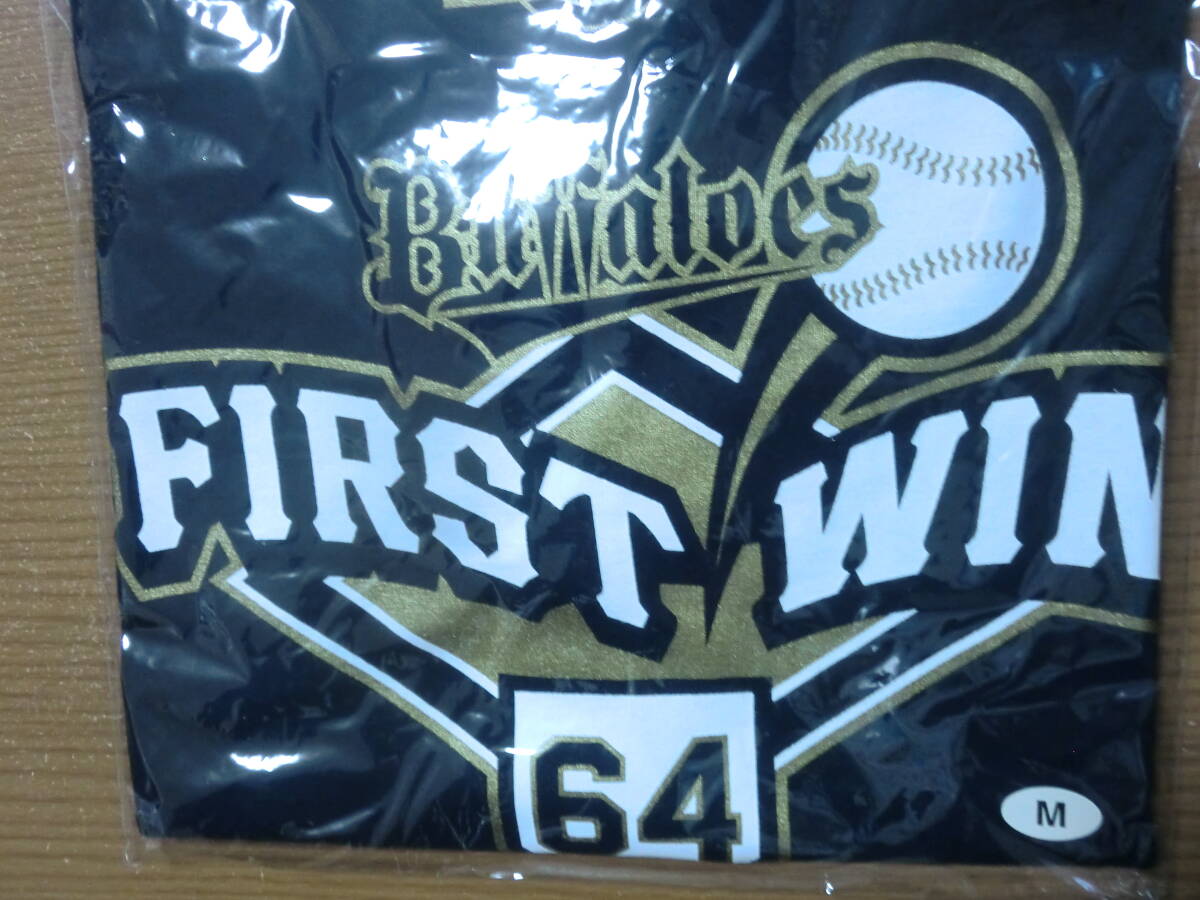 Buffaloes
FIRST WIN
64
M